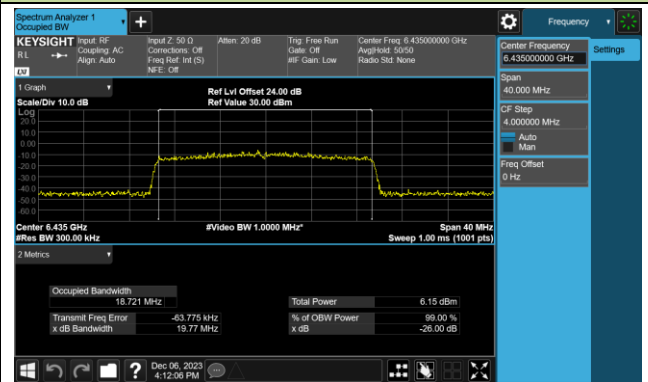 Spectrum Analyzer 1
Occupied BW
Frequency
KEYSIGHT
RL
Input: RF
Coupling: AC
Align: Auto
Input Z: 50 Ω
Corrections: Off
Freq Ref: Int (S)
NFE: Off
Atten: 20 dB
Trig: Free Run
Gate: Off
#IF Gain: Low
Center Freq: 6.435000000 GHz
Avg|Hold: 50/50
Radio Std: None
Center Frequency
6.435000000 GHz
Settings
Span
40.000 MHz
CF Step
4.000000 MHz
Auto
Man
Freq Offset
0 Hz
1 Graph
Scale/Div 10.0 dB
Ref Lvl Offset 24.00 dB
Ref Value 30.00 dBm
Log
20.0
10.0
0.00
-10.0
-20.0
-30.0
-40.0
-50.0
-60.0
Center 6.435 GHz
#Res BW 300.00 kHz
#Video BW 1.0000 MHz*
Span 40 MHz
Sweep 1.00 ms (1001 pts)
2 Metrics
Occupied Bandwidth
18.721 MHz
Total Power 6.15 dBm
Transmit Freq Error -63.775 kHz
% of OBW Power 99.00 %
x dB Bandwidth 19.77 MHz
x dB -26.00 dB
Dec 06, 2023
4:12:06 PM